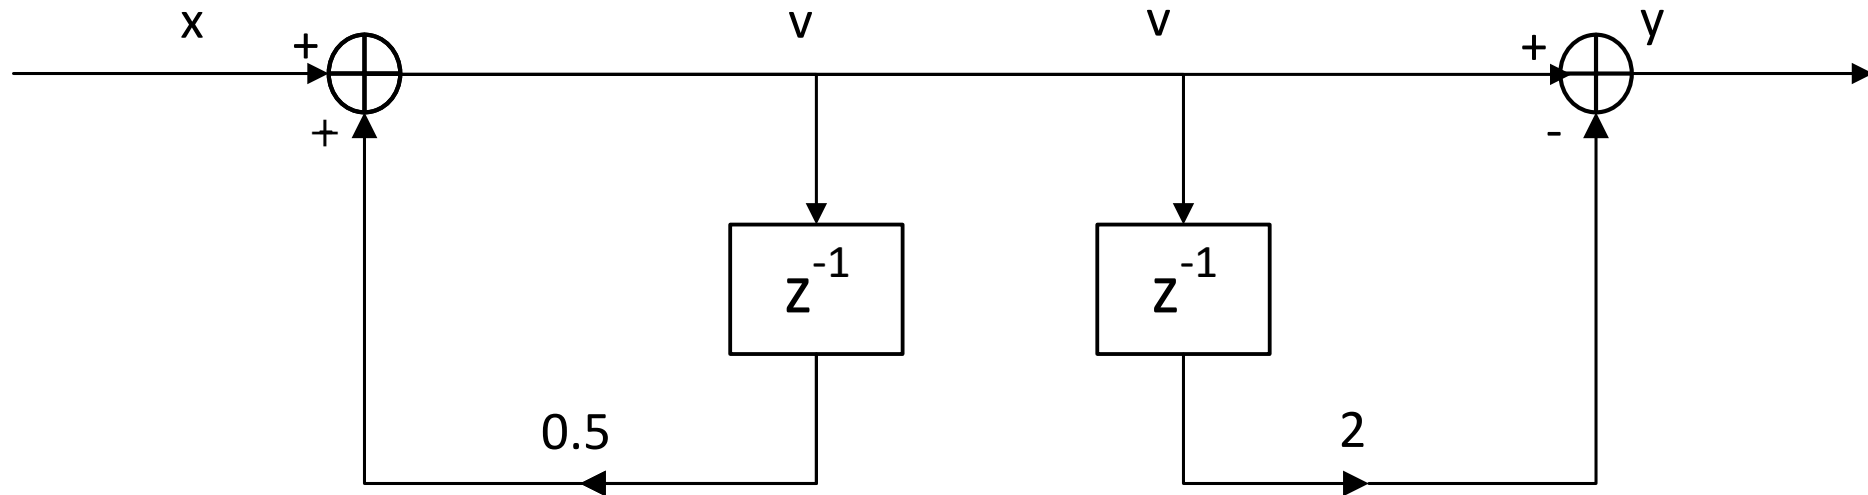 x v v y
+ +
+ -
z⁻¹ z⁻¹
0.5 2